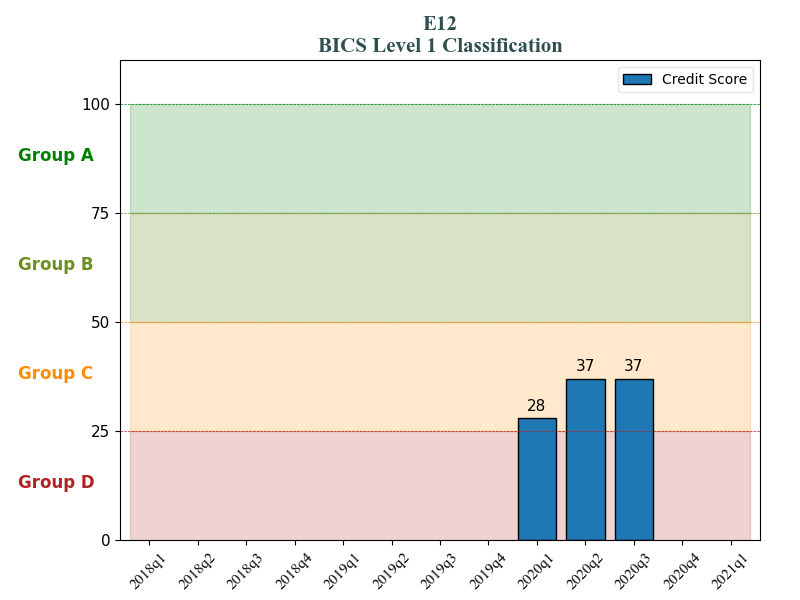 E12
BICS Level 1 Classification
Credit Score
100
Group A
75
Group B
50
Group C
37 37
28
25
Group D
0
2018q1 2018q2 2018q3 2018q4 2019q1 2019q2 2019q3 2019q4 2020q1 2020q2 2020q3 2020q4 2021q1